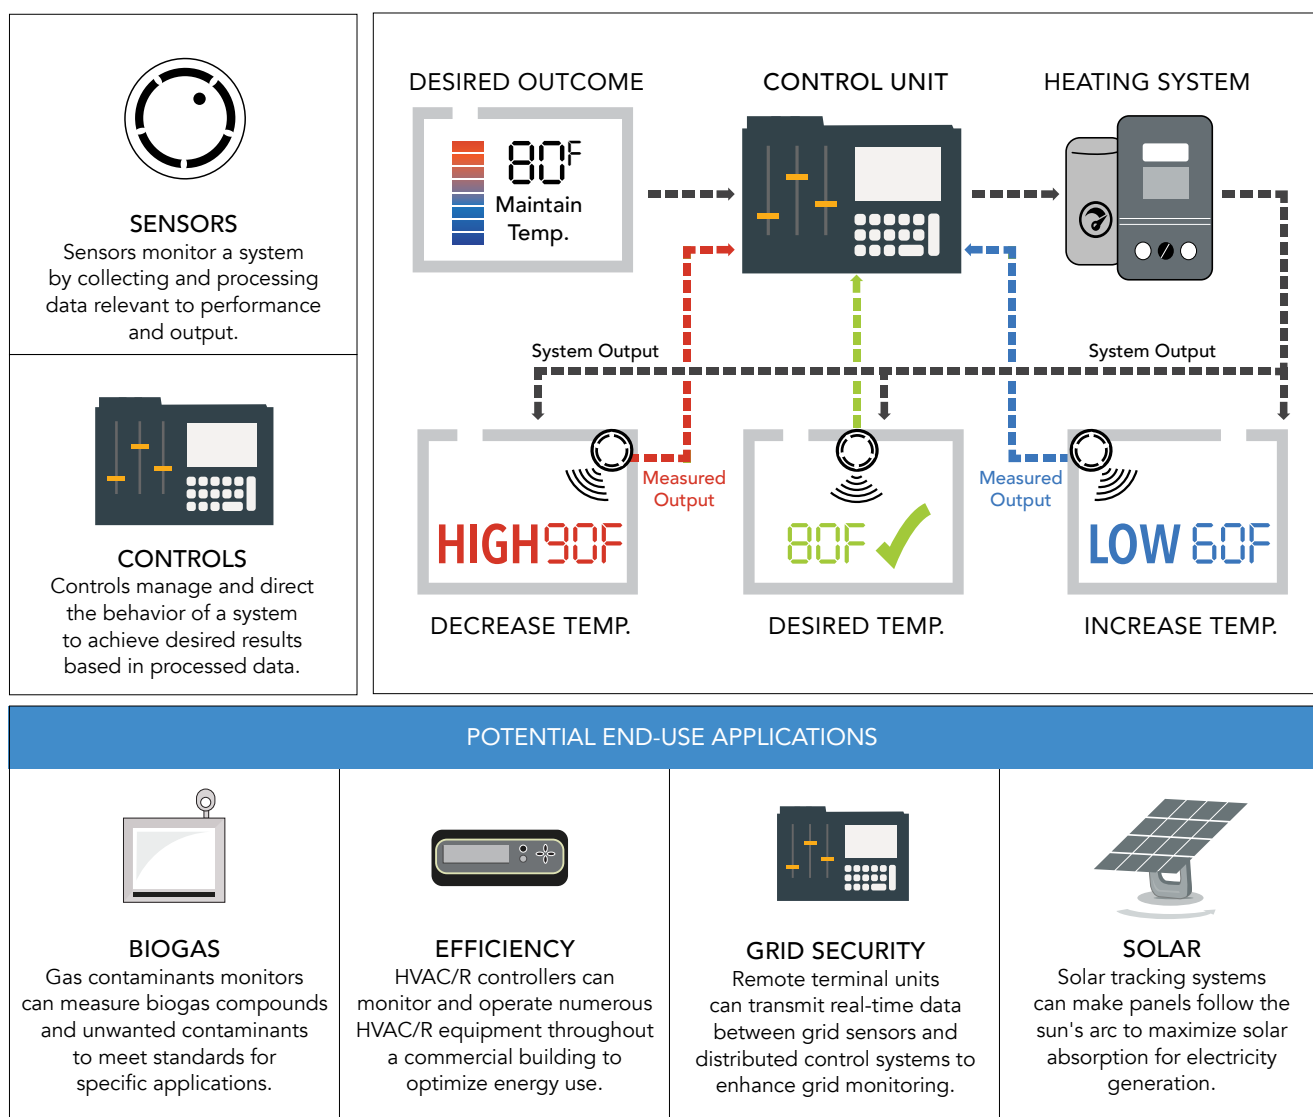 SENSORS
Sensors monitor a system
by collecting and processing
data relevant to performance
and output.
CONTROLS
Controls manage and direct
the behavior of a system
to achieve desired results
based in processed data.
DESIRED OUTCOME
CONTROL UNIT
HEATING SYSTEM
80F
Maintain
Temp.
System Output
System Output
Measured
Output
Measured
Output
HIGH 90F
80F
LOW 60F
DECREASE TEMP.
DESIRED TEMP.
INCREASE TEMP.
POTENTIAL END-USE APPLICATIONS
BIOGAS
Gas contaminants monitors
can measure biogas compounds
and unwanted contaminants
to meet standards for
specific applications.
EFFICIENCY
HVAC/R controllers can
monitor and operate numerous
HVAC/R equipment throughout
a commercial building to
optimize energy use.
GRID SECURITY
Remote terminal units
can transmit real-time data
between grid sensors and
distributed control systems to
enhance grid monitoring.
SOLAR
Solar tracking systems
can make panels follow the
sun's arc to maximize solar
absorption for electricity
generation.